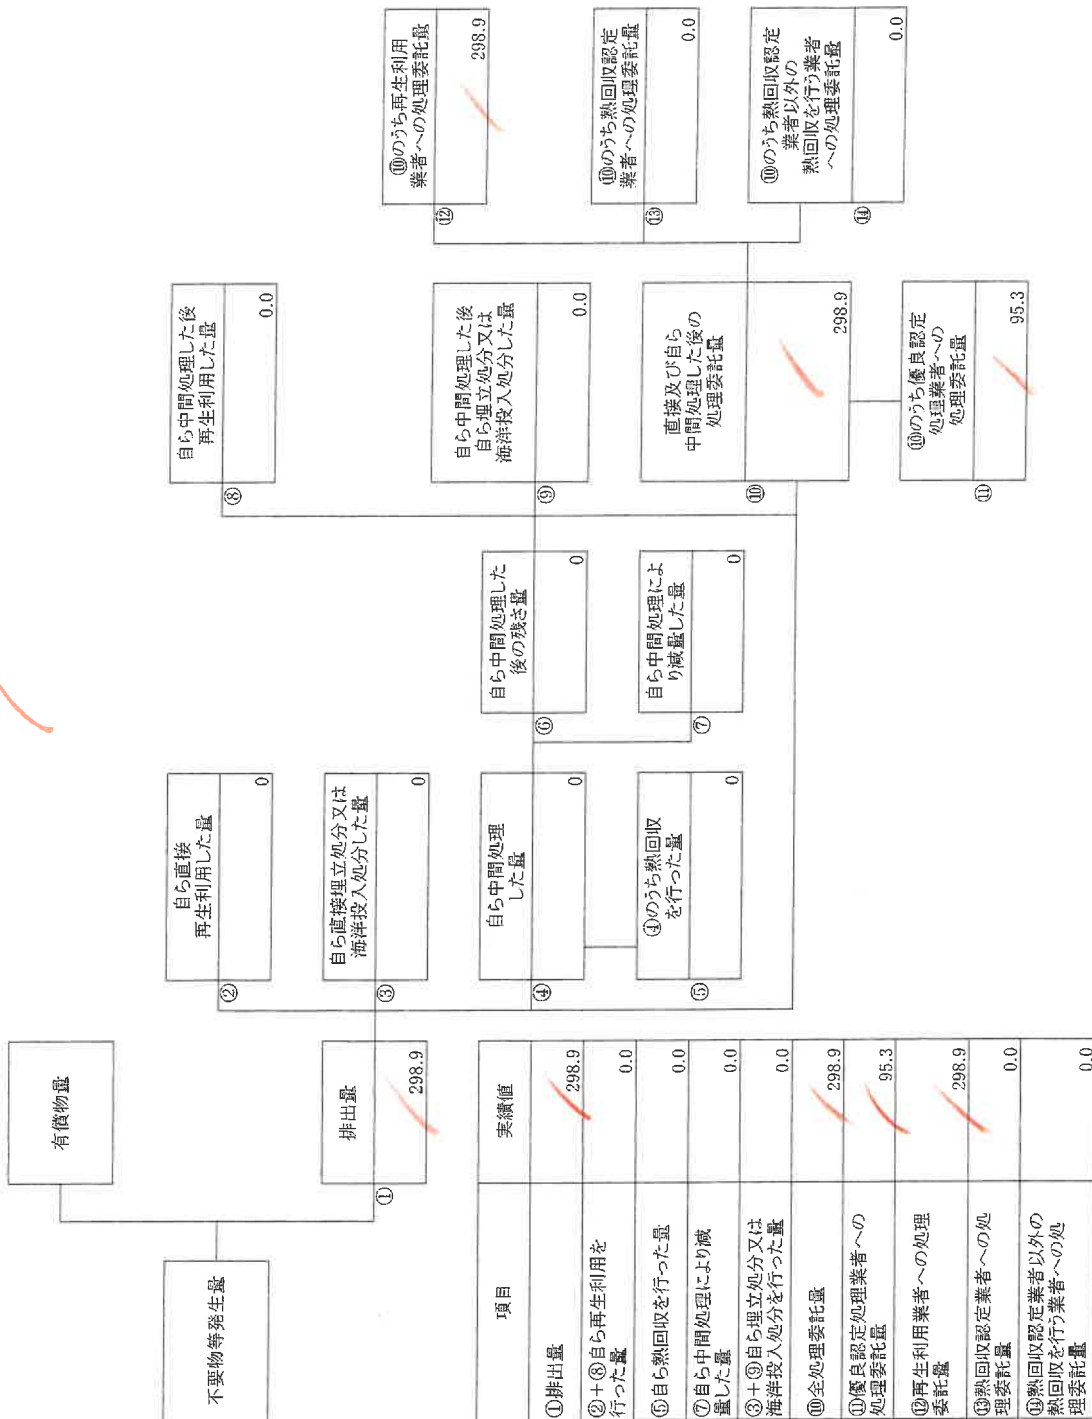 不要物等発生量
有償物量
①
排出量
298.9
②
自ら直接
再生利用した量
0
③
自ら直接埋立処分又は
海洋投入処分した量
0
④
自ら中間処理
した量
0
⑤
④のうち熱回収
を行った量
0
⑥
自ら中間処理した
後の残さ量
0
⑦
自ら中間処理によ
り減量した量
0
⑧
自ら中間処理した後
再生利用した量
0.0
⑨
自ら中間処理した後
自ら埋立処分又は
海洋投入処分した量
0.0
⑩
直接及び自ら
中間処理した後の
処理委託量
298.9
⑪
⑩のうち優良認定
処理業者への
処理委託量
95.3
⑫
⑩のうち再生利用
業者への処理委託量
298.9
⑬
⑩のうち熱回収認定
業者への処理委託量
0.0
⑭
⑩のうち熱回収認定
業者以外の
熱回収を行う業者
への処理委託量
0.0
項目
実績値
①排出量
298.9
②+⑧自ら再生利用を
行った量
0.0
⑤自ら熱回収を行った量
0.0
⑦自ら中間処理により減
量した量
0.0
③+⑨自ら埋立処分又は
海洋投入処分を行った量
0.0
⑩全処理委託量
298.9
⑪優良認定処理業者への
処理委託量
95.3
⑫再生利用業者への処理
委託量
298.9
⑬熱回収認定業者への処
理委託量
0.0
⑭熱回収認定業者以外の
熱回収を行う業者への処
理委託量
0.0